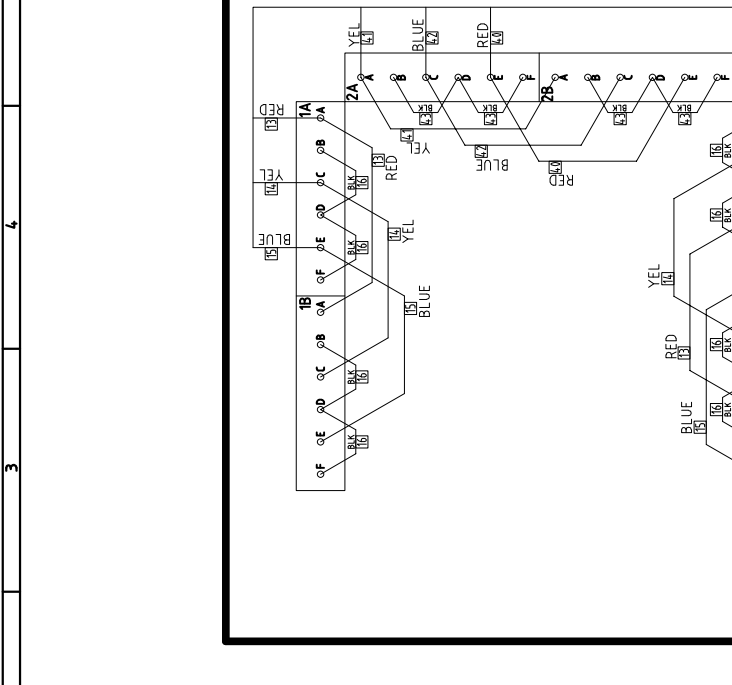 YEL
41
BLUE
42
RED
40
2A
A
B
C
D
E
F
2B
A
B
C
D
E
F
BLK
43
BLK
43
BLK
43
BLK
43
41
YEL
42
BLUE
40
RED
RED
13
YEL
14
BLUE
15
1A
A
B
C
D
E
F
1B
A
B
C
D
E
F
BLK
16
BLK
16
BLK
16
BLK
16
13
RED
14
YEL
15
BLUE
16
BLK
16
BLK
YEL
14
RED
13
16
BLK
BLUE
15
16
BLK
4
3